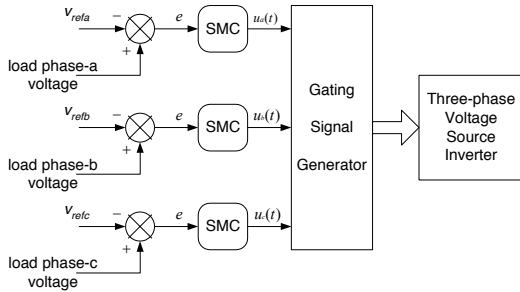 v_refa
−
+
e
SMC
u_a(t)
load phase-a
voltage
v_refb
−
+
e
SMC
u_b(t)
load phase-b
voltage
v_refc
−
+
e
SMC
u_c(t)
load phase-c
voltage
Gating
Signal
Generator
Three-phase
Voltage
Source
Inverter